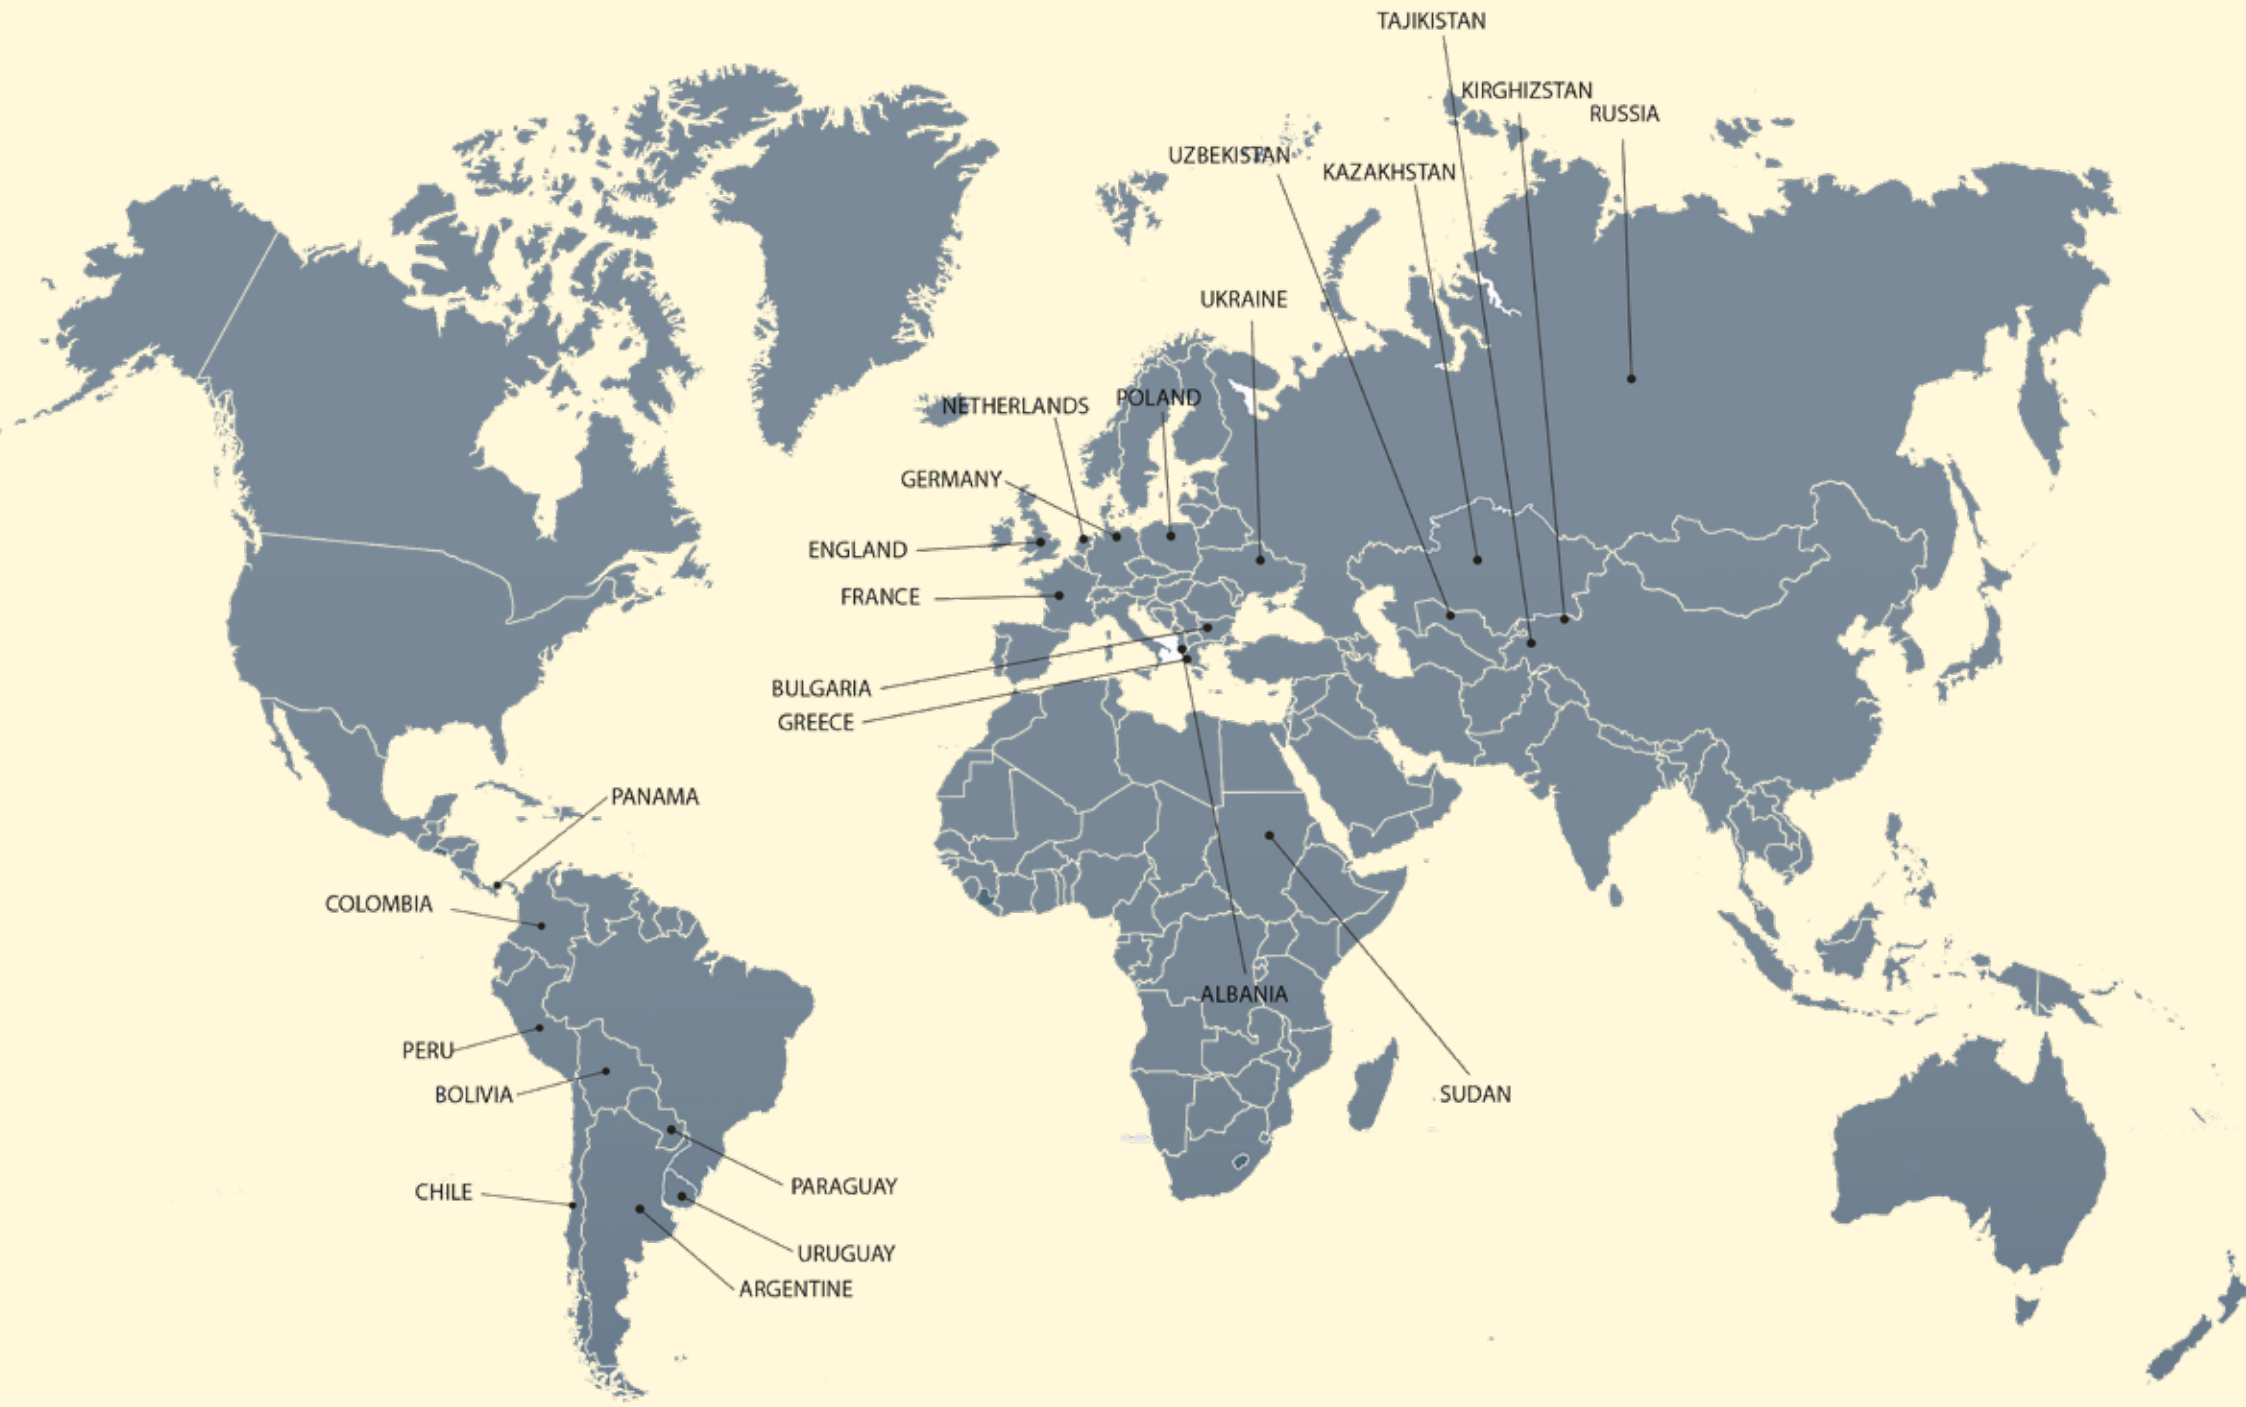 TAJIKISTAN
KIRGHIZSTAN
RUSSIA
UZBEKISTAN
KAZAKHSTAN
UKRAINE
NETHERLANDS
POLAND
GERMANY
ENGLAND
FRANCE
BULGARIA
GREECE
PANAMA
COLOMBIA
ALBANIA
PERU
BOLIVIA
SUDAN
PARAGUAY
CHILE
URUGUAY
ARGENTINE